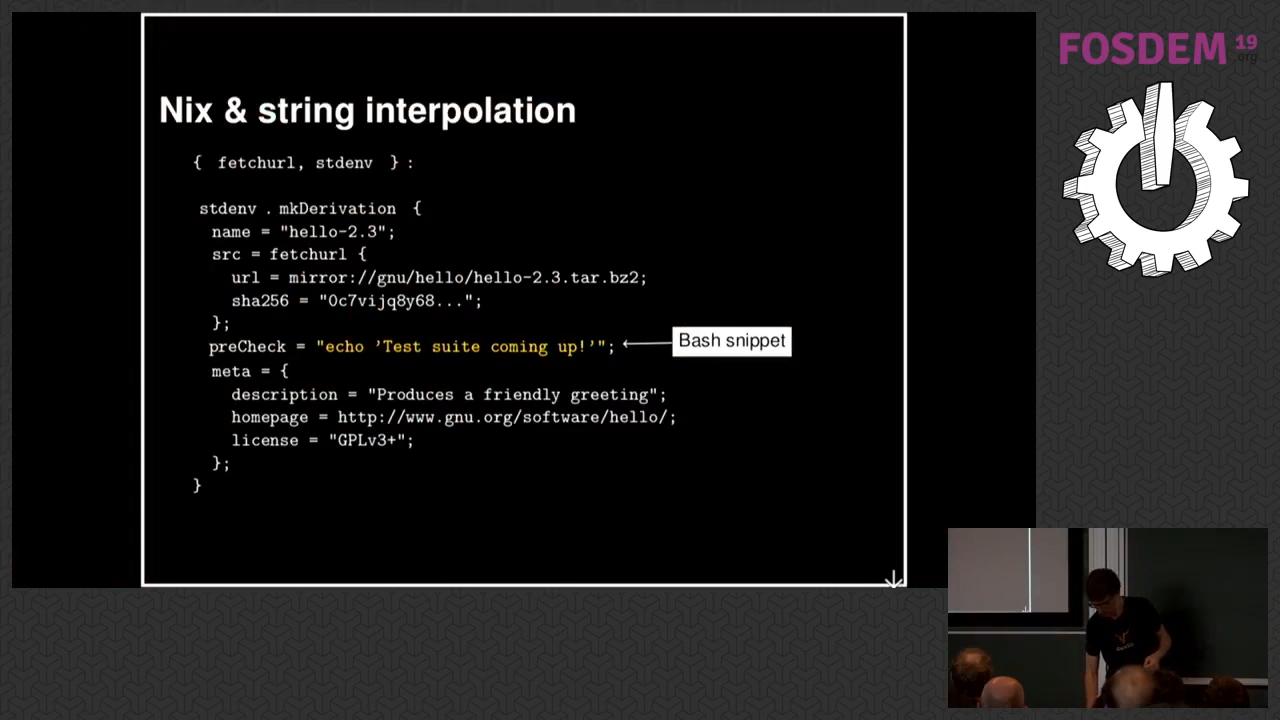 FOSDEM 19
.org
Nix & string interpolation
{ fetchurl, stdenv } :
stdenv . mkDerivation {
name = "hello-2.3";
src = fetchurl {
url = mirror://gnu/hello/hello-2.3.tar.bz2;
sha256 = "0c7vijq8y68...";
};
preCheck = "echo ’Test suite coming up!’";
Bash snippet
meta = {
description = "Produces a friendly greeting";
homepage = http://www.gnu.org/software/hello/;
license = "GPLv3+";
};
}